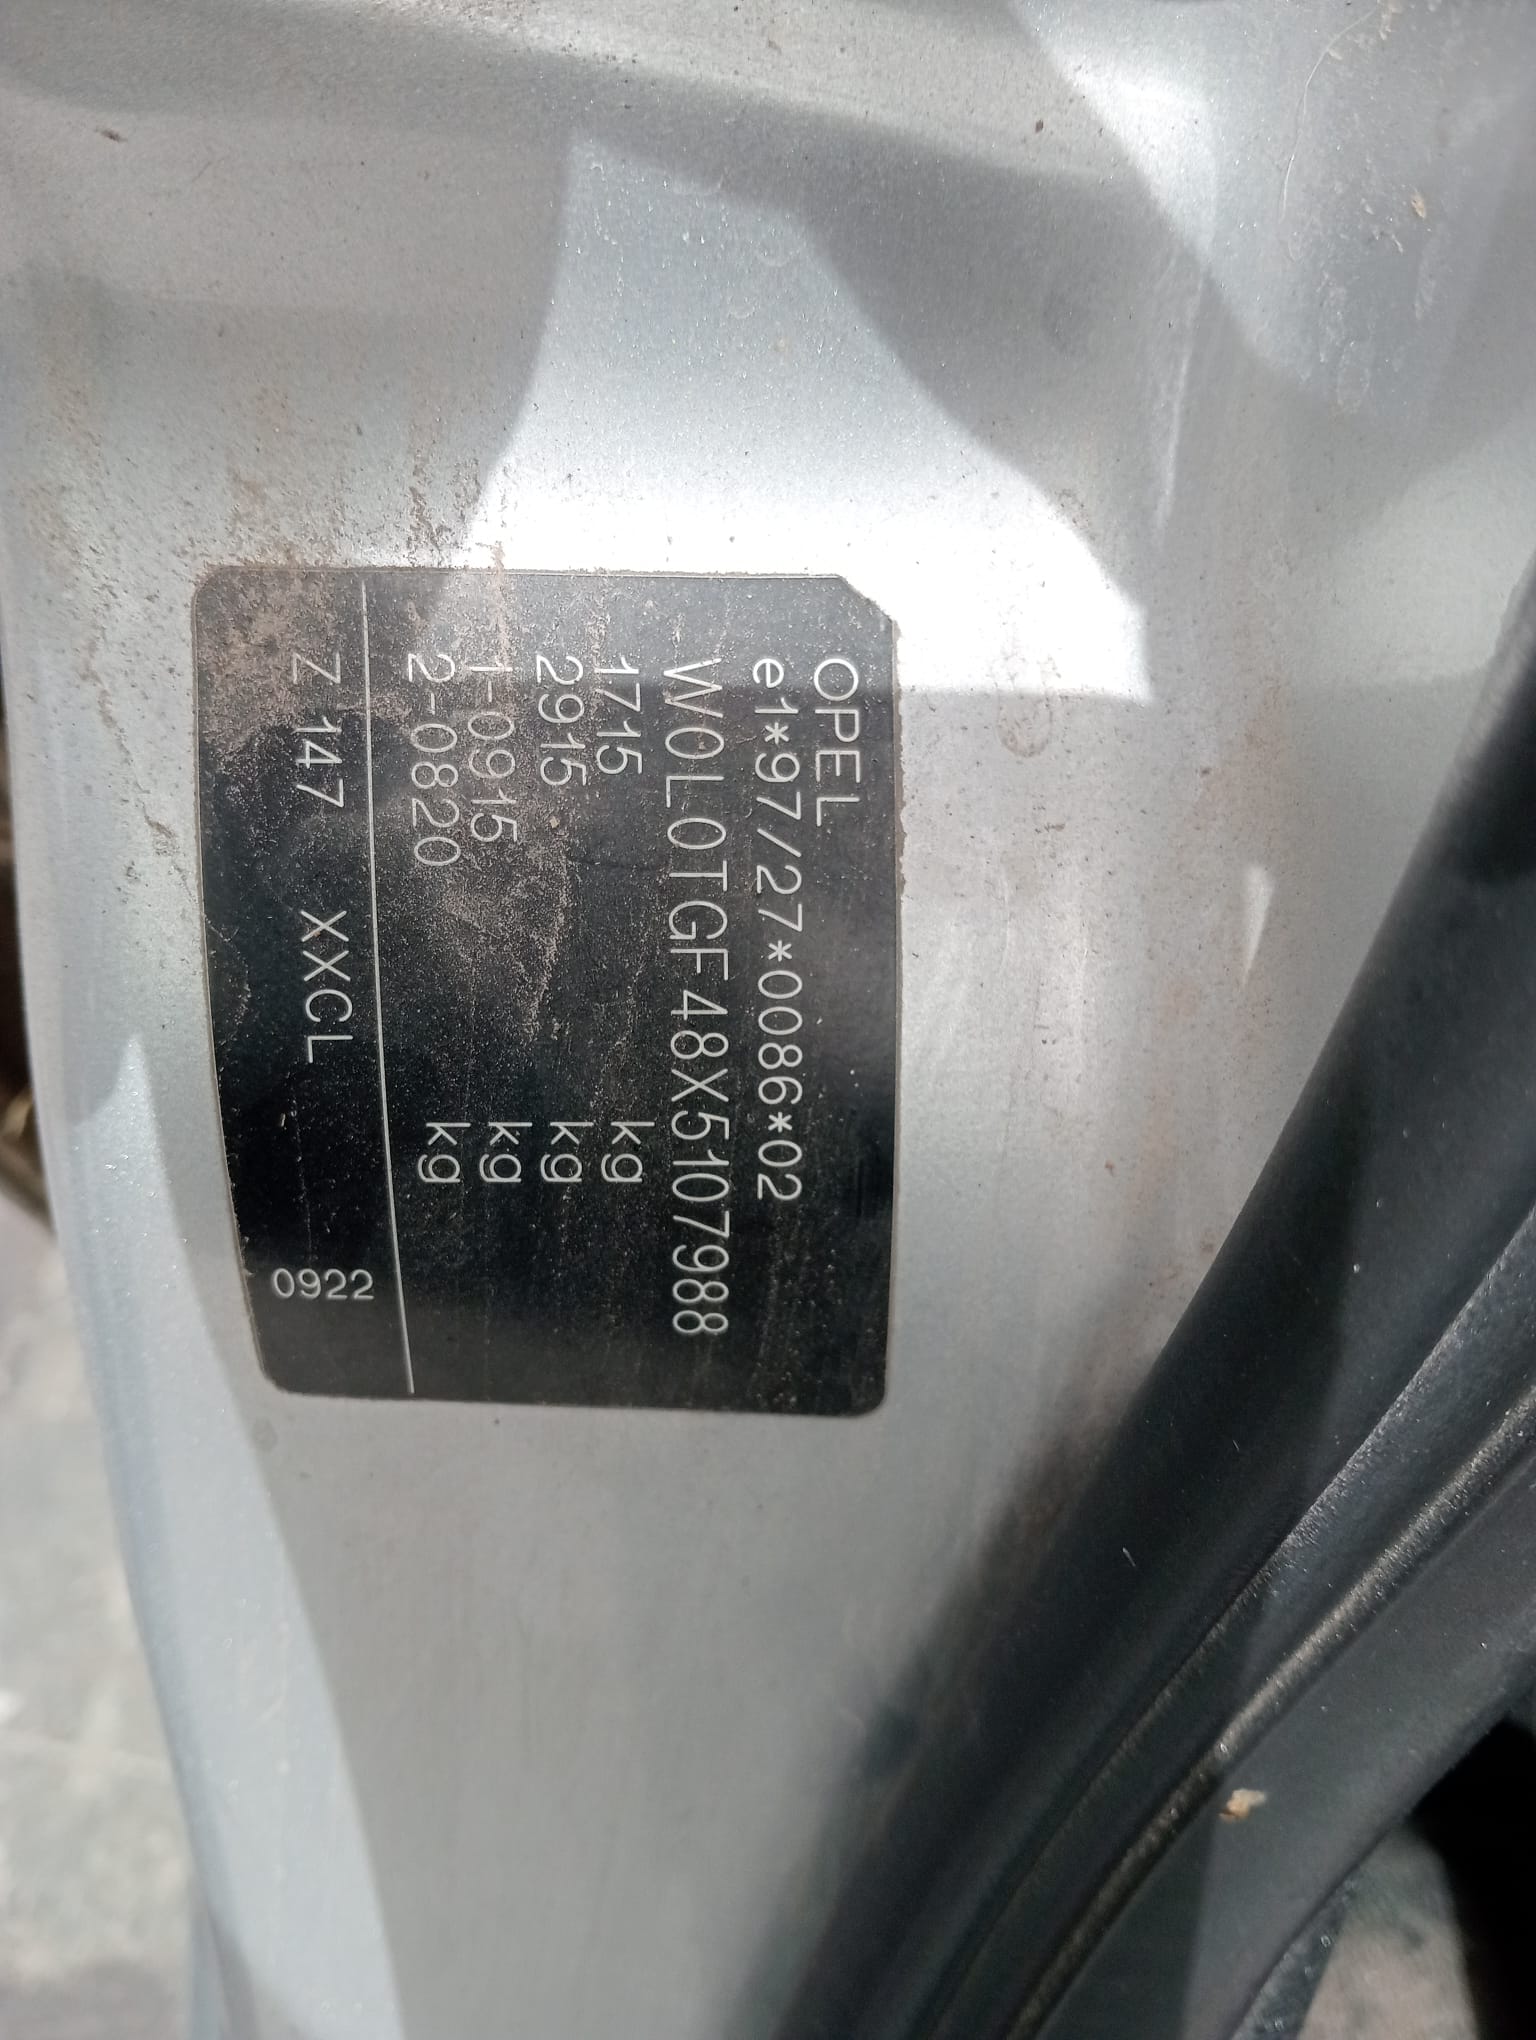 OPEL
e1*97/27*0086*02
W0L0TGF48X5107988
1715 kg
2915 kg
1-0915 kg
2-0820 kg
Z 147 XXCL
0922